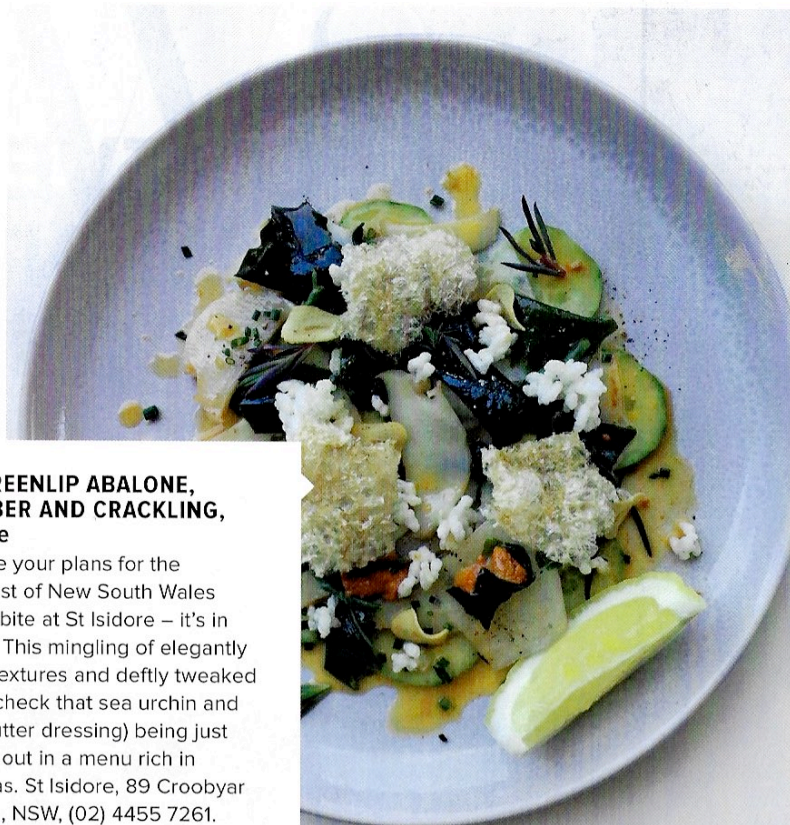 REENLIP ABALONE,
BER AND CRACKLING,
e
e your plans for the
st of New South Wales
bite at St Isidore – it's in
This mingling of elegantly
extures and deftly tweaked
check that sea urchin and
utter dressing) being just
out in a menu rich in
as. St Isidore, 89 Croobyar
, NSW, (02) 4455 7261.